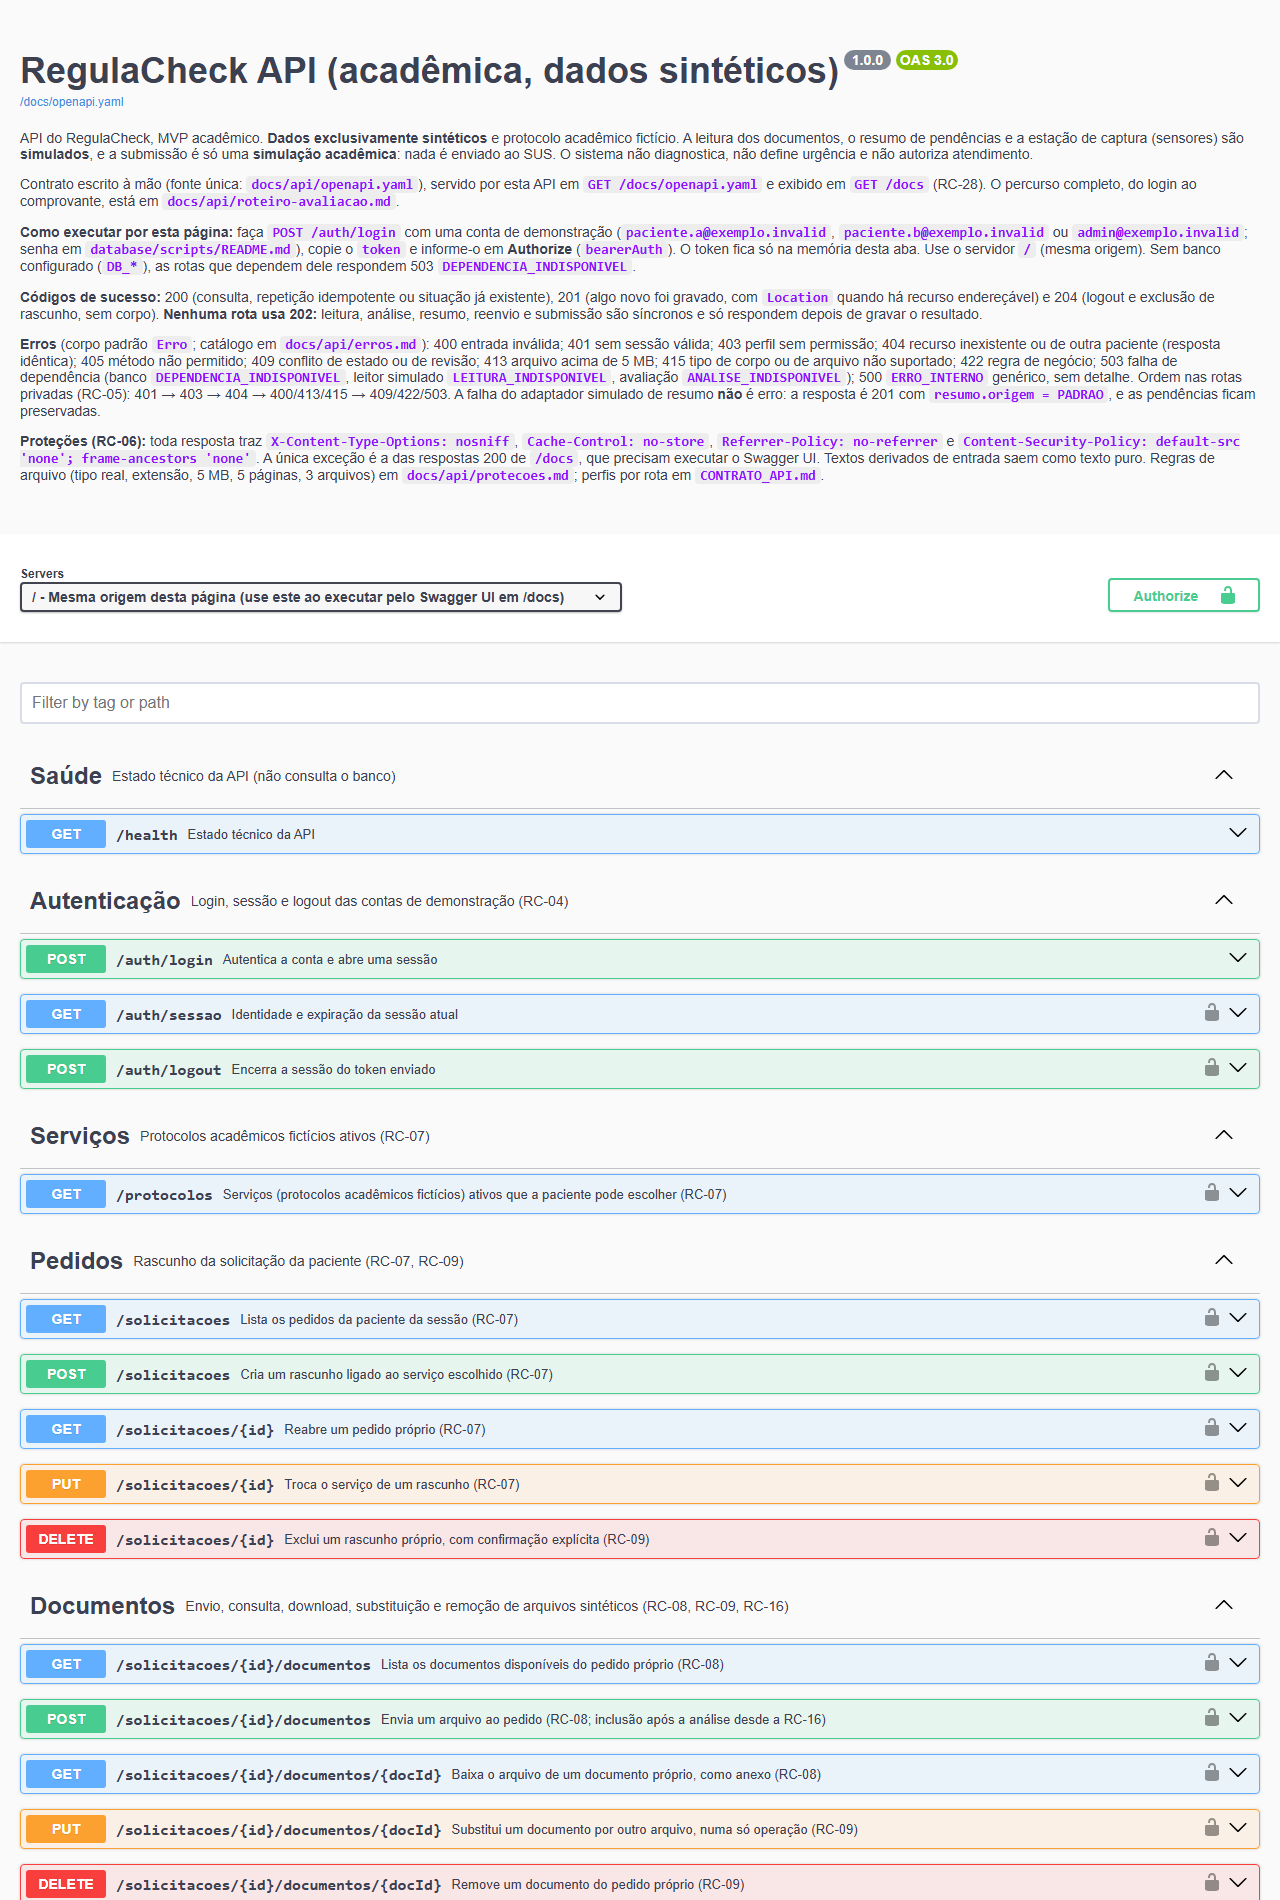 RegulaCheck API (acadêmica, dados sintéticos) 1.0.0 OAS 3.0
/docs/openapi.yaml
API do RegulaCheck, MVP acadêmico. Dados exclusivamente sintéticos e protocolo acadêmico fictício. A leitura dos documentos, o resumo de pendências e a estação de captura (sensores) são
simulados, e a submissão é só uma simulação acadêmica: nada é enviado ao SUS. O sistema não diagnostica, não define urgência e não autoriza atendimento.
Contrato escrito à mão (fonte única: docs/api/openapi.yaml), servido por esta API em GET /docs/openapi.yaml e exibido em GET /docs (RC-28). O percurso completo, do login ao
comprovante, está em docs/api/roteiro-avaliacao.md.
Como executar por esta página: faça POST /auth/login com uma conta de demonstração (paciente.a@exemplo.invalid, paciente.b@exemplo.invalid ou admin@exemplo.invalid;
senha em database/scripts/README.md), copie o token e informe-o em Authorize (bearerAuth). O token fica só na memória desta aba. Use o servidor / (mesma origem). Sem banco
configurado (DB_*), as rotas que dependem dele respondem 503 DEPENDENCIA_INDISPONIVEL.
Códigos de sucesso: 200 (consulta, repetição idempotente ou situação já existente), 201 (algo novo foi gravado, com Location quando há recurso endereçável) e 204 (logout e exclusão de
rascunho, sem corpo). Nenhuma rota usa 202: leitura, análise, resumo, reenvio e submissão são síncronos e só respondem depois de gravar o resultado.
Erros (corpo padrão Erro; catálogo em docs/api/erros.md): 400 entrada inválida; 401 sem sessão válida; 403 perfil sem permissão; 404 recurso inexistente ou de outra paciente (resposta
idêntica); 405 método não permitido; 409 conflito de estado ou de revisão; 413 arquivo acima de 5 MB; 415 tipo de corpo ou de arquivo não suportado; 422 regra de negócio; 503 falha de
dependência (banco DEPENDENCIA_INDISPONIVEL, leitor simulado LEITURA_INDISPONIVEL, avaliação ANALISE_INDISPONIVEL); 500 ERRO_INTERNO genérico, sem detalhe. Ordem nas rotas
privadas (RC-05): 401 → 403 → 404 → 400/413/415 → 409/422/503. A falha do adaptador simulado de resumo não é erro: a resposta é 201 com resumo.origem = PADRAO, e as pendências ficam
preservadas.
Proteções (RC-06): toda resposta traz X-Content-Type-Options: nosniff, Cache-Control: no-store, Referrer-Policy: no-referrer e Content-Security-Policy: default-src
'none'; frame-ancestors 'none'. A única exceção é a das respostas 200 de /docs, que precisam executar o Swagger UI. Textos derivados de entrada saem como texto puro. Regras de
arquivo (tipo real, extensão, 5 MB, 5 páginas, 3 arquivos) em docs/api/protecoes.md; perfis por rota em CONTRATO_API.md.
Servers
/ - Mesma origem desta página (use este ao executar pelo Swagger UI em /docs)
Authorize
Filter by tag or path
Saúde Estado técnico da API (não consulta o banco)
GET /health Estado técnico da API
Autenticação Login, sessão e logout das contas de demonstração (RC-04)
POST /auth/login Autentica a conta e abre uma sessão
GET /auth/sessao Identidade e expiração da sessão atual
POST /auth/logout Encerra a sessão do token enviado
Serviços Protocolos acadêmicos fictícios ativos (RC-07)
GET /protocolos Serviços (protocolos acadêmicos fictícios) ativos que a paciente pode escolher (RC-07)
Pedidos Rascunho da solicitação da paciente (RC-07, RC-09)
GET /solicitacoes Lista os pedidos da paciente da sessão (RC-07)
POST /solicitacoes Cria um rascunho ligado ao serviço escolhido (RC-07)
GET /solicitacoes/{id} Reabre um pedido próprio (RC-07)
PUT /solicitacoes/{id} Troca o serviço de um rascunho (RC-07)
DELETE /solicitacoes/{id} Exclui um rascunho próprio, com confirmação explícita (RC-09)
Documentos Envio, consulta, download, substituição e remoção de arquivos sintéticos (RC-08, RC-09, RC-16)
GET /solicitacoes/{id}/documentos Lista os documentos disponíveis do pedido próprio (RC-08)
POST /solicitacoes/{id}/documentos Envia um arquivo ao pedido (RC-08; inclusão após a análise desde a RC-16)
GET /solicitacoes/{id}/documentos/{docId} Baixa o arquivo de um documento próprio, como anexo (RC-08)
PUT /solicitacoes/{id}/documentos/{docId} Substitui um documento por outro arquivo, numa só operação (RC-09)
DELETE /solicitacoes/{id}/documentos/{docId} Remove um documento do pedido próprio (RC-09)